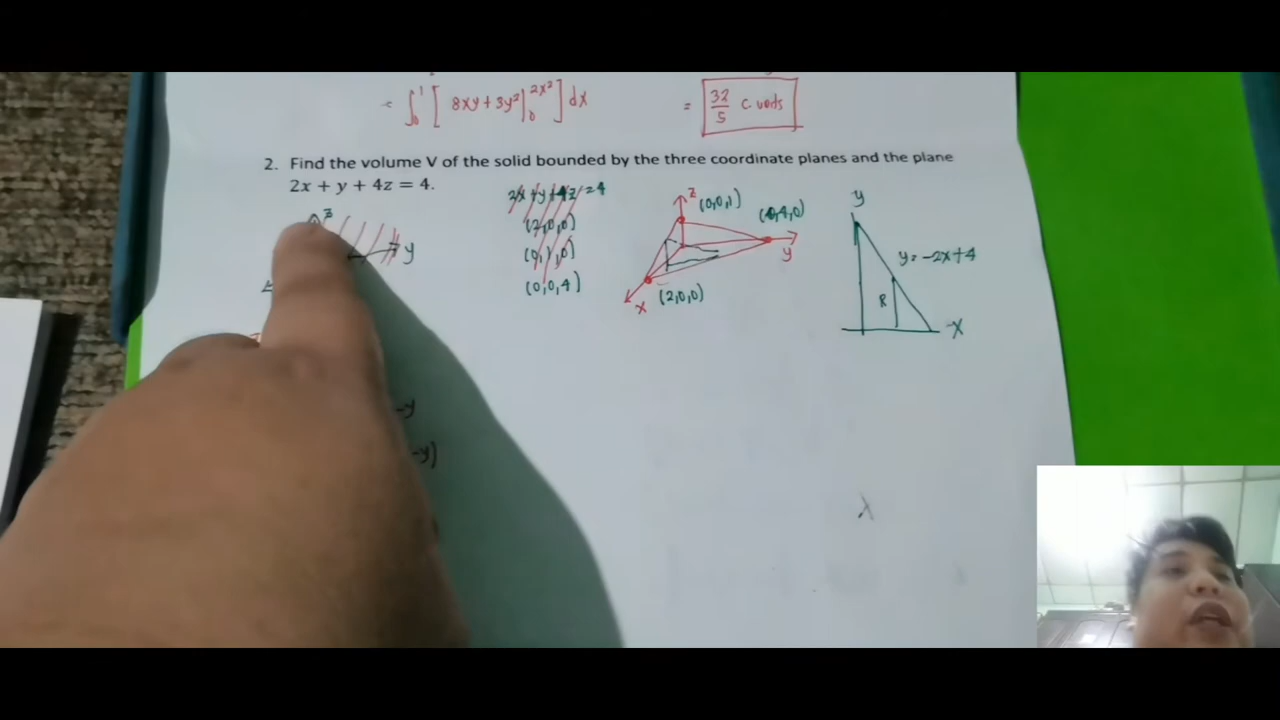 = ∫₀¹ [ 8xy + 3y² |₀^2x² ] dx
= 32/5 c. units
2. Find the volume V of the solid bounded by the three coordinate planes and the plane
2x + y + 4z = 4.
z
y
2x + y + 4z = 4
(2,0,0)
(0,1,0)
(0,0,4)
z
(0,0,1)
(0,4,0)
y
x
(2,0,0)
y
y = -2x+4
R
x
-y
-y)